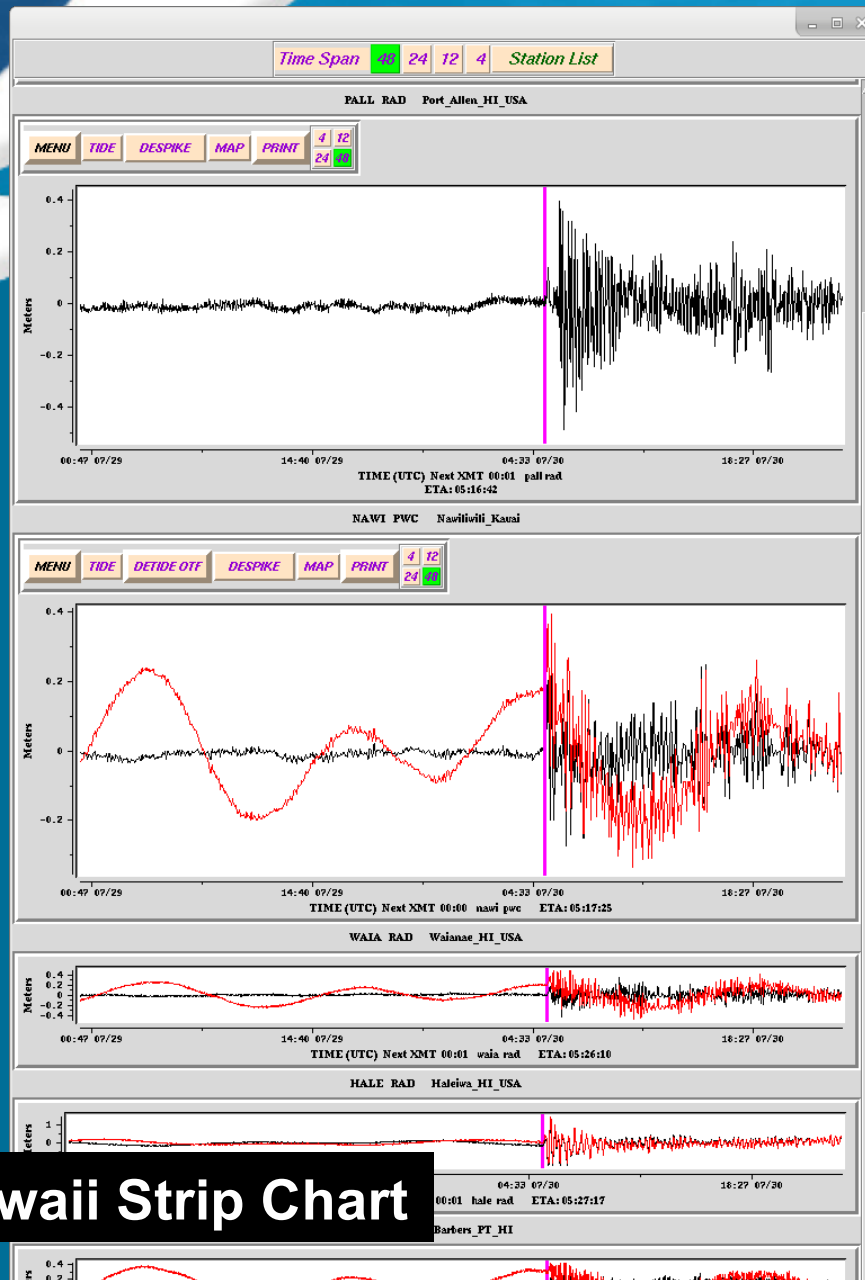 Time Span 48 24 12 4 Station List
PALL RAD Port_Allen_HI_USA
MENU TIDE DESPIKE MAP PRINT 4 12 24 48
0.4
0.2
0
-0.2
-0.4
Meters
00:47 07/29 14:40 07/29 04:33 07/30 18:27 07/30
TIME (UTC) Next XMT 00:01 pall rad
ETA: 05:16:42
NAWI PWC Nawiliwili_Kauai
MENU TIDE DETIDE OTF DESPIKE MAP PRINT 4 12 24 48
0.4
0.2
0
-0.2
Meters
00:47 07/29 14:40 07/29 04:33 07/30 18:27 07/30
TIME (UTC) Next XMT 00:00 nawi pwc ETA: 05:17:25
WAIA RAD Waianae_HI_USA
0.4
0.2
0
-0.2
-0.4
Meters
00:47 07/29 14:40 07/29 04:33 07/30 18:27 07/30
TIME (UTC) Next XMT 00:01 waia rad ETA: 05:26:10
HALE RAD Haleiwa_HI_USA
1
0
04:33 07/30 18:27 07/30
00:01 hale rad ETA: 05:27:17
waii Strip Chart
Barbers_PT_HI
0.4
0.2